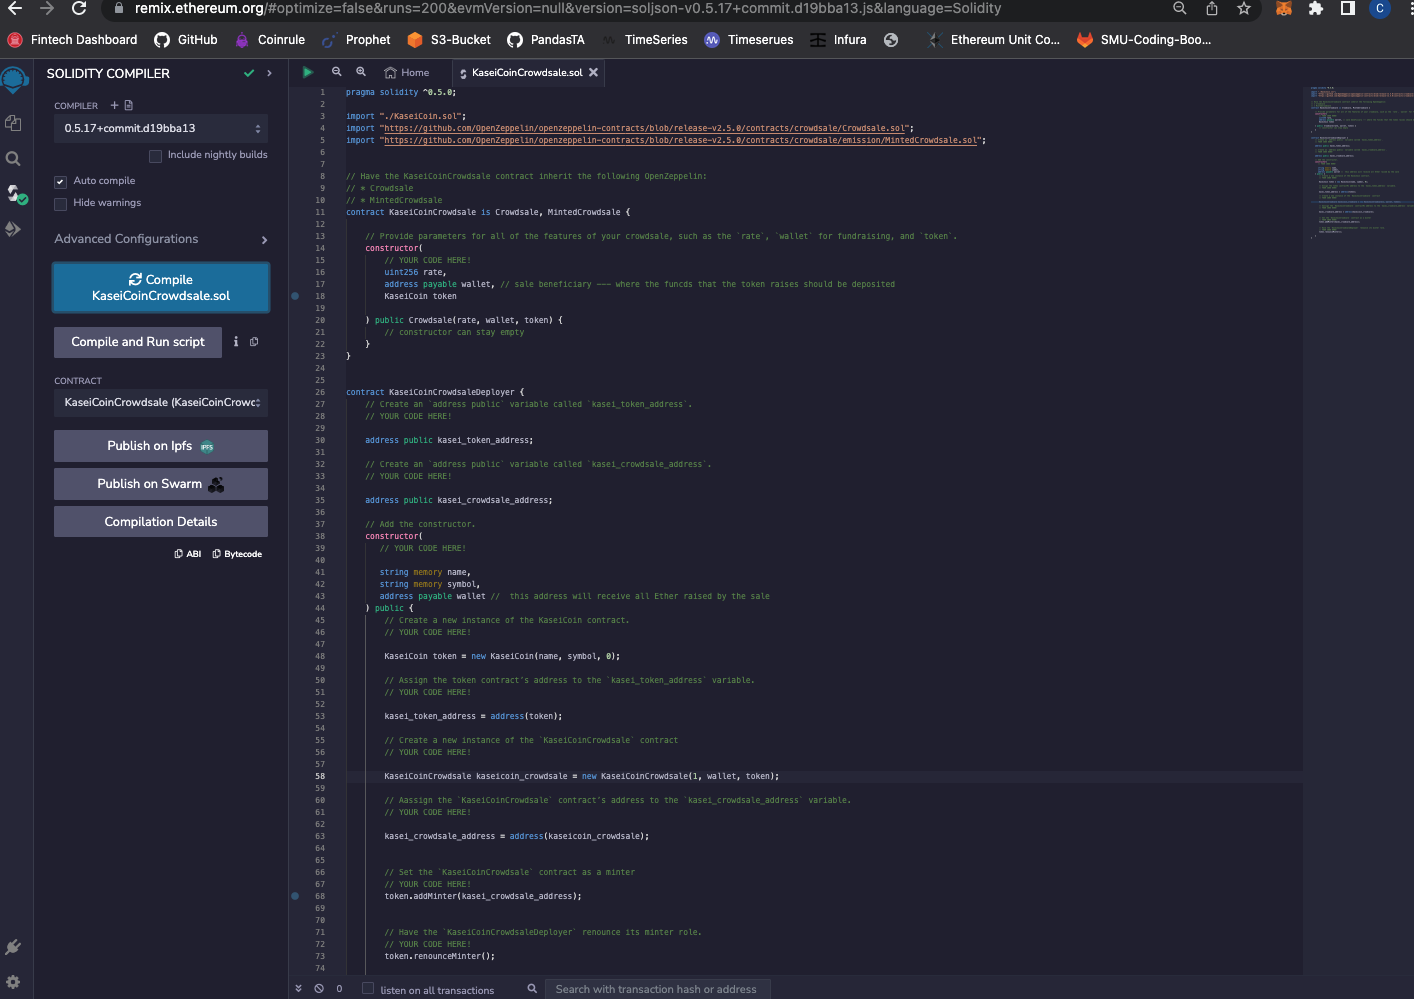 remix.ethereum.org/#optimize=false&runs=200&evmVersion=null&version=soljson-v0.5.17+commit.d19bba13.js&language=Solidity
C
Fintech Dashboard GitHub Coinrule Prophet S3-Bucket PandasTA TimeSeries Timeserues Infura Ethereum Unit Co... SMU-Coding-Boo...
SOLIDITY COMPILER
COMPILER
0.5.17+commit.d19bba13
Include nightly builds
Auto compile
Hide warnings
Advanced Configurations
Compile
KaseiCoinCrowdsale.sol
Compile and Run script
CONTRACT
KaseiCoinCrowdsale (KaseiCoinCrowd
Publish on Ipfs IPFS
Publish on Swarm
Compilation Details
ABI Bytecode
Home KaseiCoinCrowdsale.sol
1 pragma solidity ^0.5.0;
2
3 import "./KaseiCoin.sol";
4 import "https://github.com/OpenZeppelin/openzeppelin-contracts/blob/release-v2.5.0/contracts/crowdsale/Crowdsale.sol";
5 import "https://github.com/OpenZeppelin/openzeppelin-contracts/blob/release-v2.5.0/contracts/crowdsale/emission/MintedCrowdsale.sol";
6
7
8 // Have the KaseiCoinCrowdsale contract inherit the following OpenZeppelin:
9 // * Crowdsale
10 // * MintedCrowdsale
11 contract KaseiCoinCrowdsale is Crowdsale, MintedCrowdsale {
12
13 // Provide parameters for all of the features of your crowdsale, such as the `rate`, `wallet` for fundraising, and `token`.
14 constructor(
15 // YOUR CODE HERE!
16 uint256 rate,
17 address payable wallet, // sale beneficiary --- where the funcds that the token raises should be deposited
18 KaseiCoin token
19
20 ) public Crowdsale(rate, wallet, token) {
21 // constructor can stay empty
22 }
23 }
24
25
26 contract KaseiCoinCrowdsaleDeployer {
27 // Create an `address public` variable called `kasei_token_address`.
28 // YOUR CODE HERE!
29
30 address public kasei_token_address;
31
32 // Create an `address public` variable called `kasei_crowdsale_address`.
33 // YOUR CODE HERE!
34
35 address public kasei_crowdsale_address;
36
37 // Add the constructor.
38 constructor(
39 // YOUR CODE HERE!
40
41 string memory name,
42 string memory symbol,
43 address payable wallet // this address will receive all Ether raised by the sale
44 ) public {
45 // Create a new instance of the KaseiCoin contract.
46 // YOUR CODE HERE!
47
48 KaseiCoin token = new KaseiCoin(name, symbol, 0);
49
50 // Assign the token contract's address to the `kasei_token_address` variable.
51 // YOUR CODE HERE!
52
53 kasei_token_address = address(token);
54
55 // Create a new instance of the `KaseiCoinCrowdsale` contract
56 // YOUR CODE HERE!
57
58 KaseiCoinCrowdsale kaseicoin_crowdsale = new KaseiCoinCrowdsale(1, wallet, token);
59
60 // Aassign the `KaseiCoinCrowdsale` contract's address to the `kasei_crowdsale_address` variable.
61 // YOUR CODE HERE!
62
63 kasei_crowdsale_address = address(kaseicoin_crowdsale);
64
65
66 // Set the `KaseiCoinCrowdsale` contract as a minter
67 // YOUR CODE HERE!
68 token.addMinter(kasei_crowdsale_address);
69
70
71 // Have the `KaseiCoinCrowdsaleDeployer` renounce its minter role.
72 // YOUR CODE HERE!
73 token.renounceMinter();
74
0 listen on all transactions Search with transaction hash or address